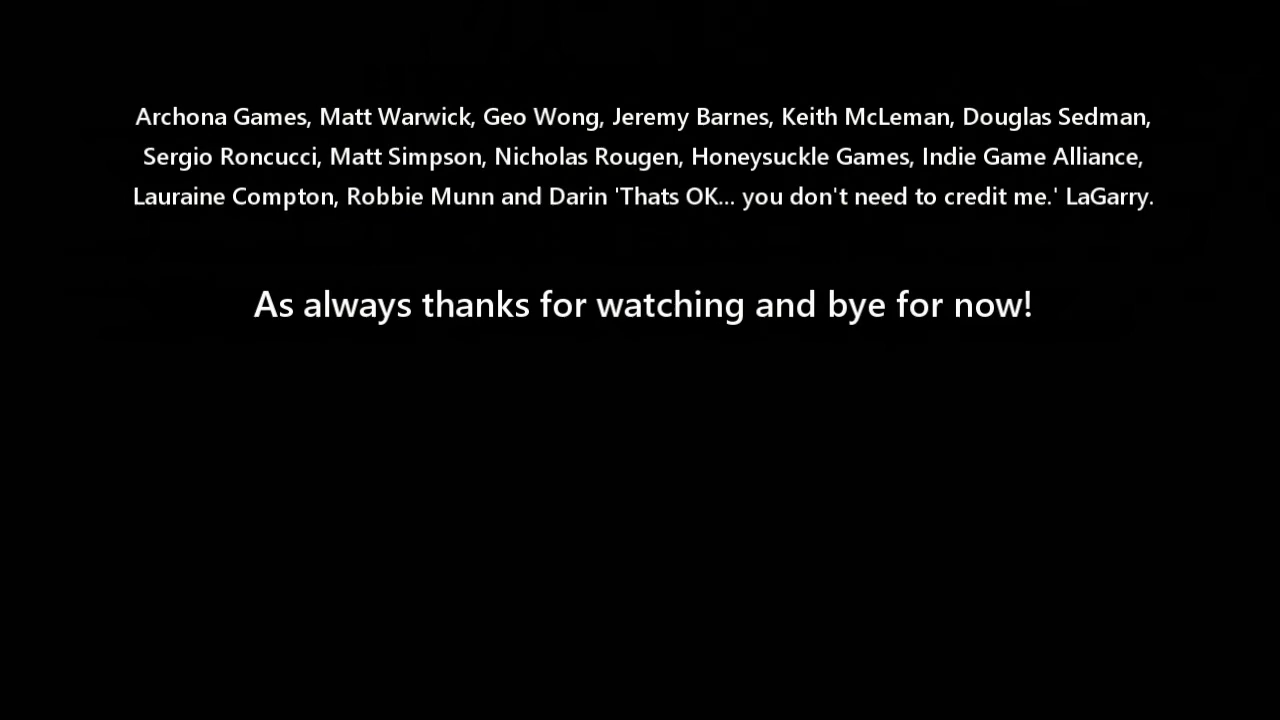 Archona Games, Matt Warwick, Geo Wong, Jeremy Barnes, Keith McLeman, Douglas Sedman,
Sergio Roncucci, Matt Simpson, Nicholas Rougen, Honeysuckle Games, Indie Game Alliance,
Lauraine Compton, Robbie Munn and Darin 'Thats OK... you don't need to credit me.' LaGarry.
As always thanks for watching and bye for now!